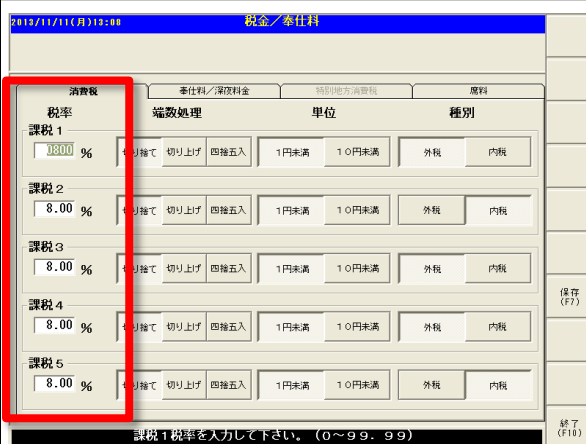 2013/11/11(月)13:08 税金／奉仕料
消費税 奉仕料／深夜料金 特別地方消費税 席料
税率 端数処理 単位 種別
課税１
0800 % 切り捨て 切り上げ 四捨五入 １円未満 １０円未満 外税 内税
課税２
8.00 % 切り捨て 切り上げ 四捨五入 １円未満 １０円未満 外税 内税
課税３
8.00 % 切り捨て 切り上げ 四捨五入 １円未満 １０円未満 外税 内税
保存
(F7)
課税４
8.00 % 切り捨て 切り上げ 四捨五入 １円未満 １０円未満 外税 内税
課税５
8.00 % 切り捨て 切り上げ 四捨五入 １円未満 １０円未満 外税 内税
課税１税率を入力して下さい。（０～９９．９９）
終了
(F10)